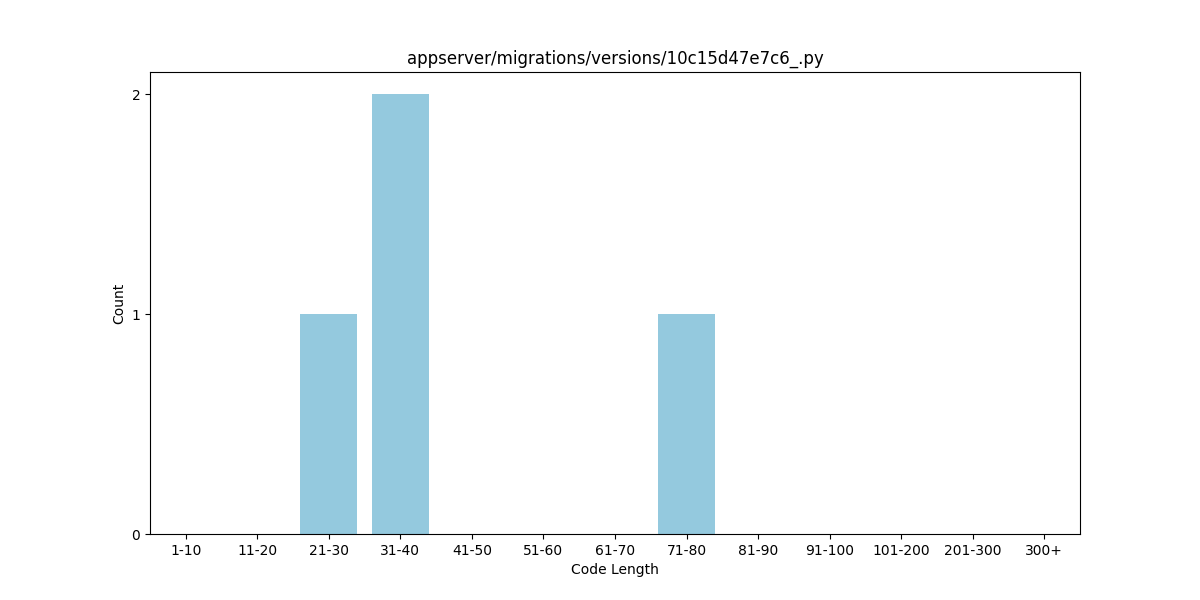 appserver/migrations/versions/10c15d47e7c6_.py
2
1
0
Count
1-10 11-20 21-30 31-40 41-50 51-60 61-70 71-80 81-90 91-100 101-200 201-300 300+
Code Length